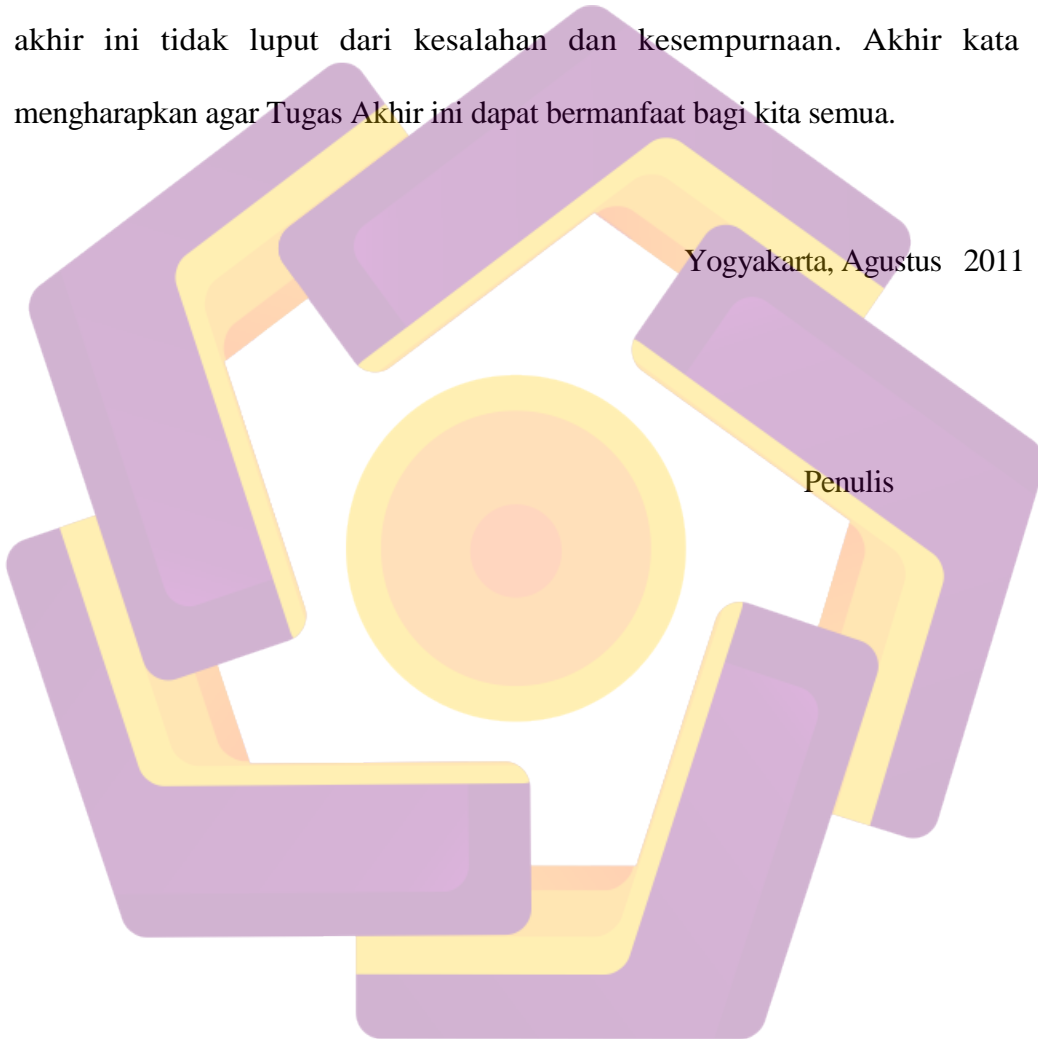 akhir ini tidak luput dari kesalahan dan kesempurnaan. Akhir kata
mengharapkan agar Tugas Akhir ini dapat bermanfaat bagi kita semua.
Yogyakarta, Agustus 2011
Penulis